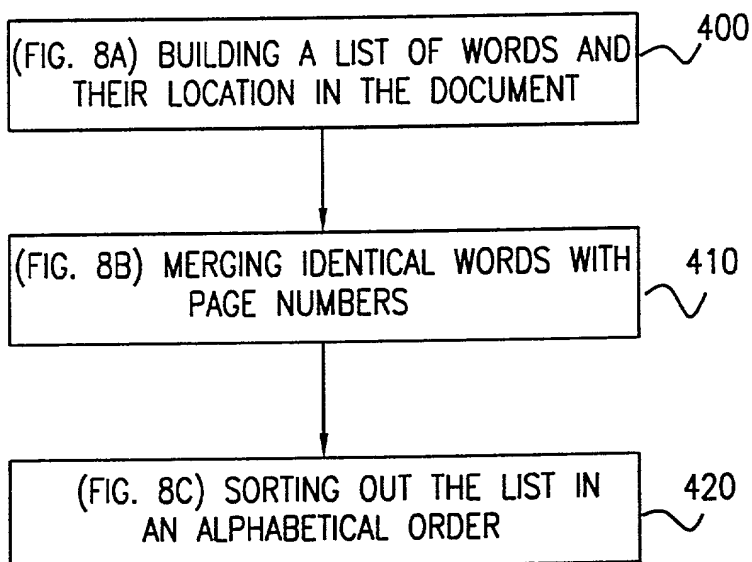 (FIG. 8A) BUILDING A LIST OF WORDS AND
THEIR LOCATION IN THE DOCUMENT
400
(FIG. 8B) MERGING IDENTICAL WORDS WITH
PAGE NUMBERS
410
(FIG. 8C) SORTING OUT THE LIST IN
AN ALPHABETICAL ORDER
420